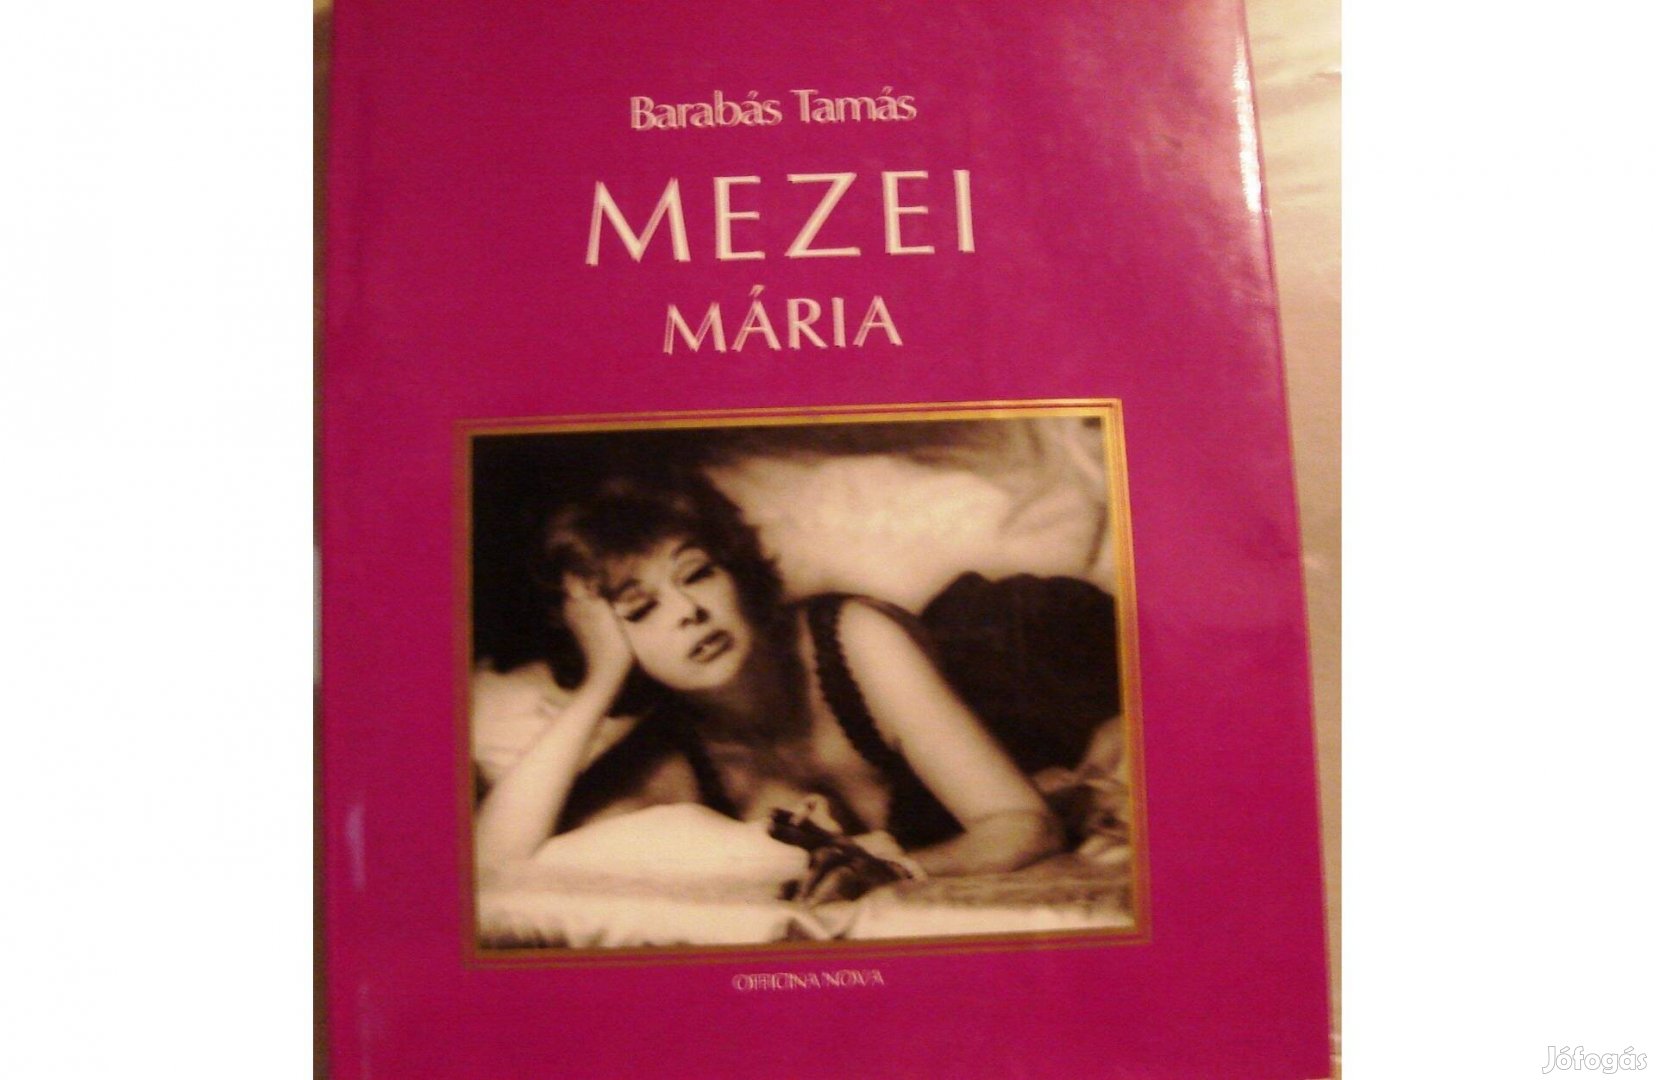 Barabás Tamás
MEZEI
MÁRIA
OFFICINA NOVA
Jófogás